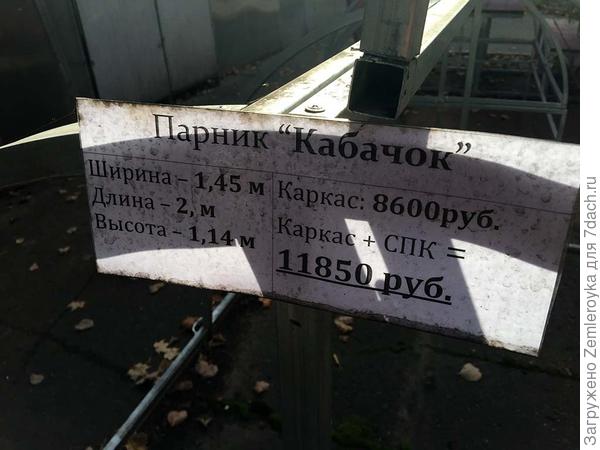 Парник “Кабачок”
Ширина – 1,45 м
Длина – 2, м
Высота – 1,14 м
Каркас: 8600руб.
Каркас + СПК =
11850 руб.
Загружено Zemleroyka для 7dach.ru